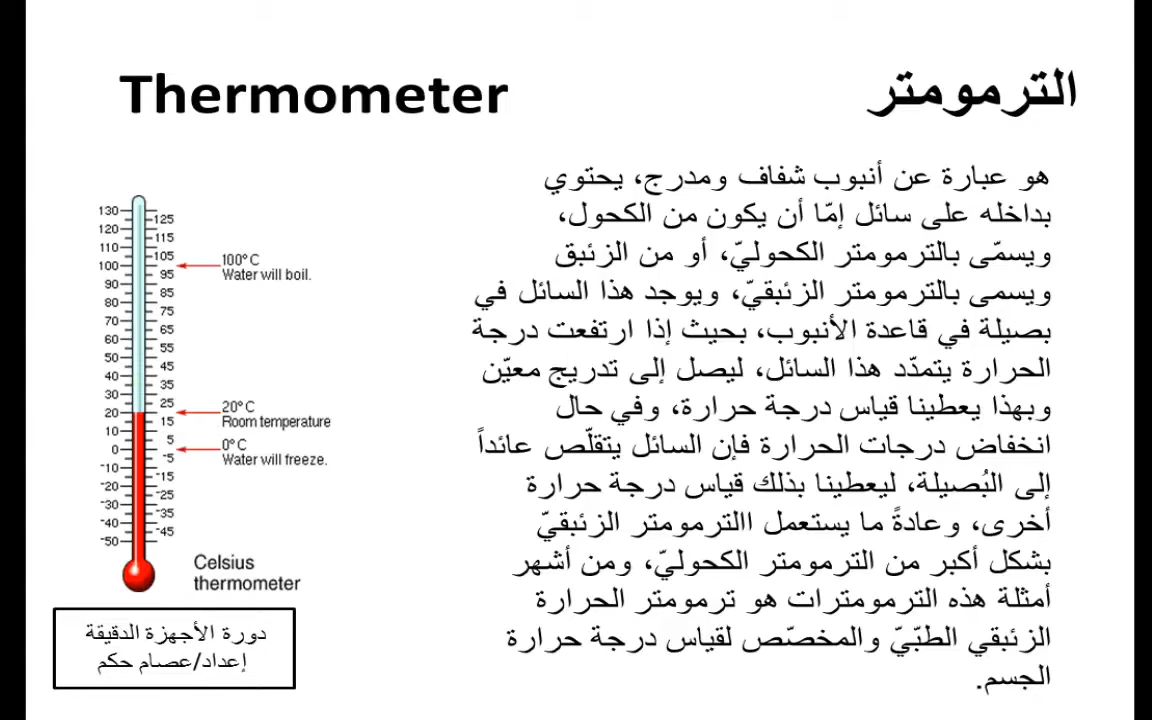 Thermometer
الترمومتر
هو عبارة عن أنبوب شفاف ومدرج، يحتوي
بداخله على سائل إمّا أن يكون من الكحول،
ويسمّى بالترمومتر الكحوليّ، أو من الزئبق
ويسمى بالترمومتر الزئبقيّ، ويوجد هذا السائل في
بصيلة في قاعدة الأنبوب، بحيث إذا ارتفعت درجة
الحرارة يتمدّد هذا السائل، ليصل إلى تدريج معيّن
وبهذا يعطينا قياس درجة حرارة، وفي حال
انخفاض درجات الحرارة فإن السائل يتقلّص عائداً
إلى البُصيلة، ليعطينا بذلك قياس درجة حرارة
أخرى، وعادةً ما يستعمل االترمومتر الزئبقيّ
بشكل أكبر من الترمومتر الكحوليّ، ومن أشهر
أمثلة هذه الترمومترات هو ترمومتر الحرارة
الزئبقي الطبّيّ والمخصّص لقياس درجة حرارة
الجسم.
130
125
120
115
110
105
100
95
90
85
80
75
70
65
60
55
50
45
40
35
30
25
20
15
10
5
0
-5
-10
-15
-20
-25
-30
-35
-40
-45
-50
100°C
Water will boil.
20°C
Room temperature
0°C
Water will freeze.
Celsius
thermometer
دورة الأجهزة الدقيقة
إعداد/عصام حكم